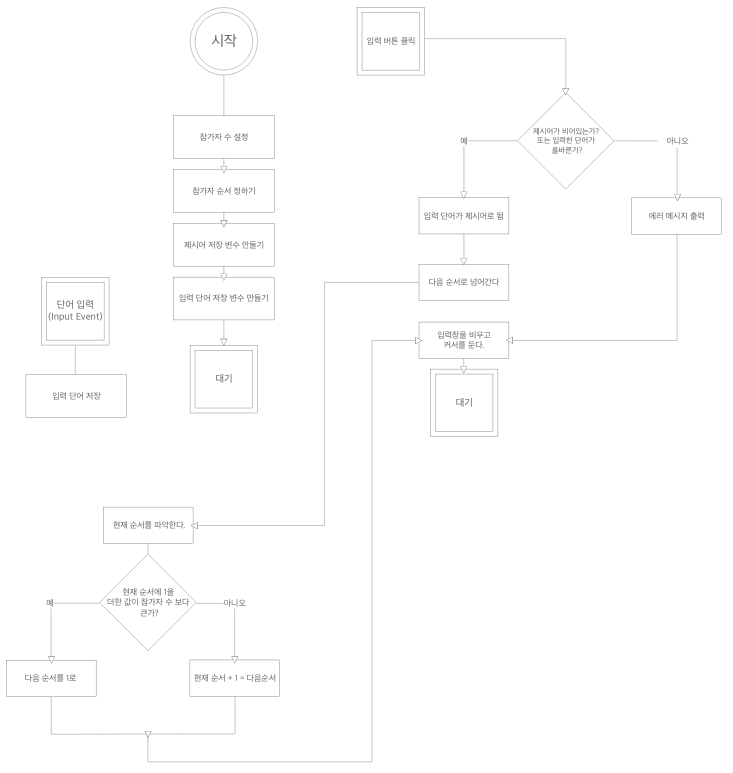 시작
참가자 수 설정
참가자 순서 정하기
제시어 저장 변수 만들기
입력 단어 저장 변수 만들기
대기
단어 입력
(Input Event)
입력 단어 저장
입력 버튼 클릭
제시어가 비어있는가?
또는 입력한 단어가
올바른가?
예
아니오
입력 단어가 제시어로 됨
에러 메시지 출력
다음 순서로 넘어간다
입력창을 비우고
커서를 둔다.
대기
현재 순서를 파악한다.
현재 순서에 1을
더한 값이 참가자 수 보다
큰가?
예
아니오
다음 순서를 1로
현재 순서 + 1 = 다음순서